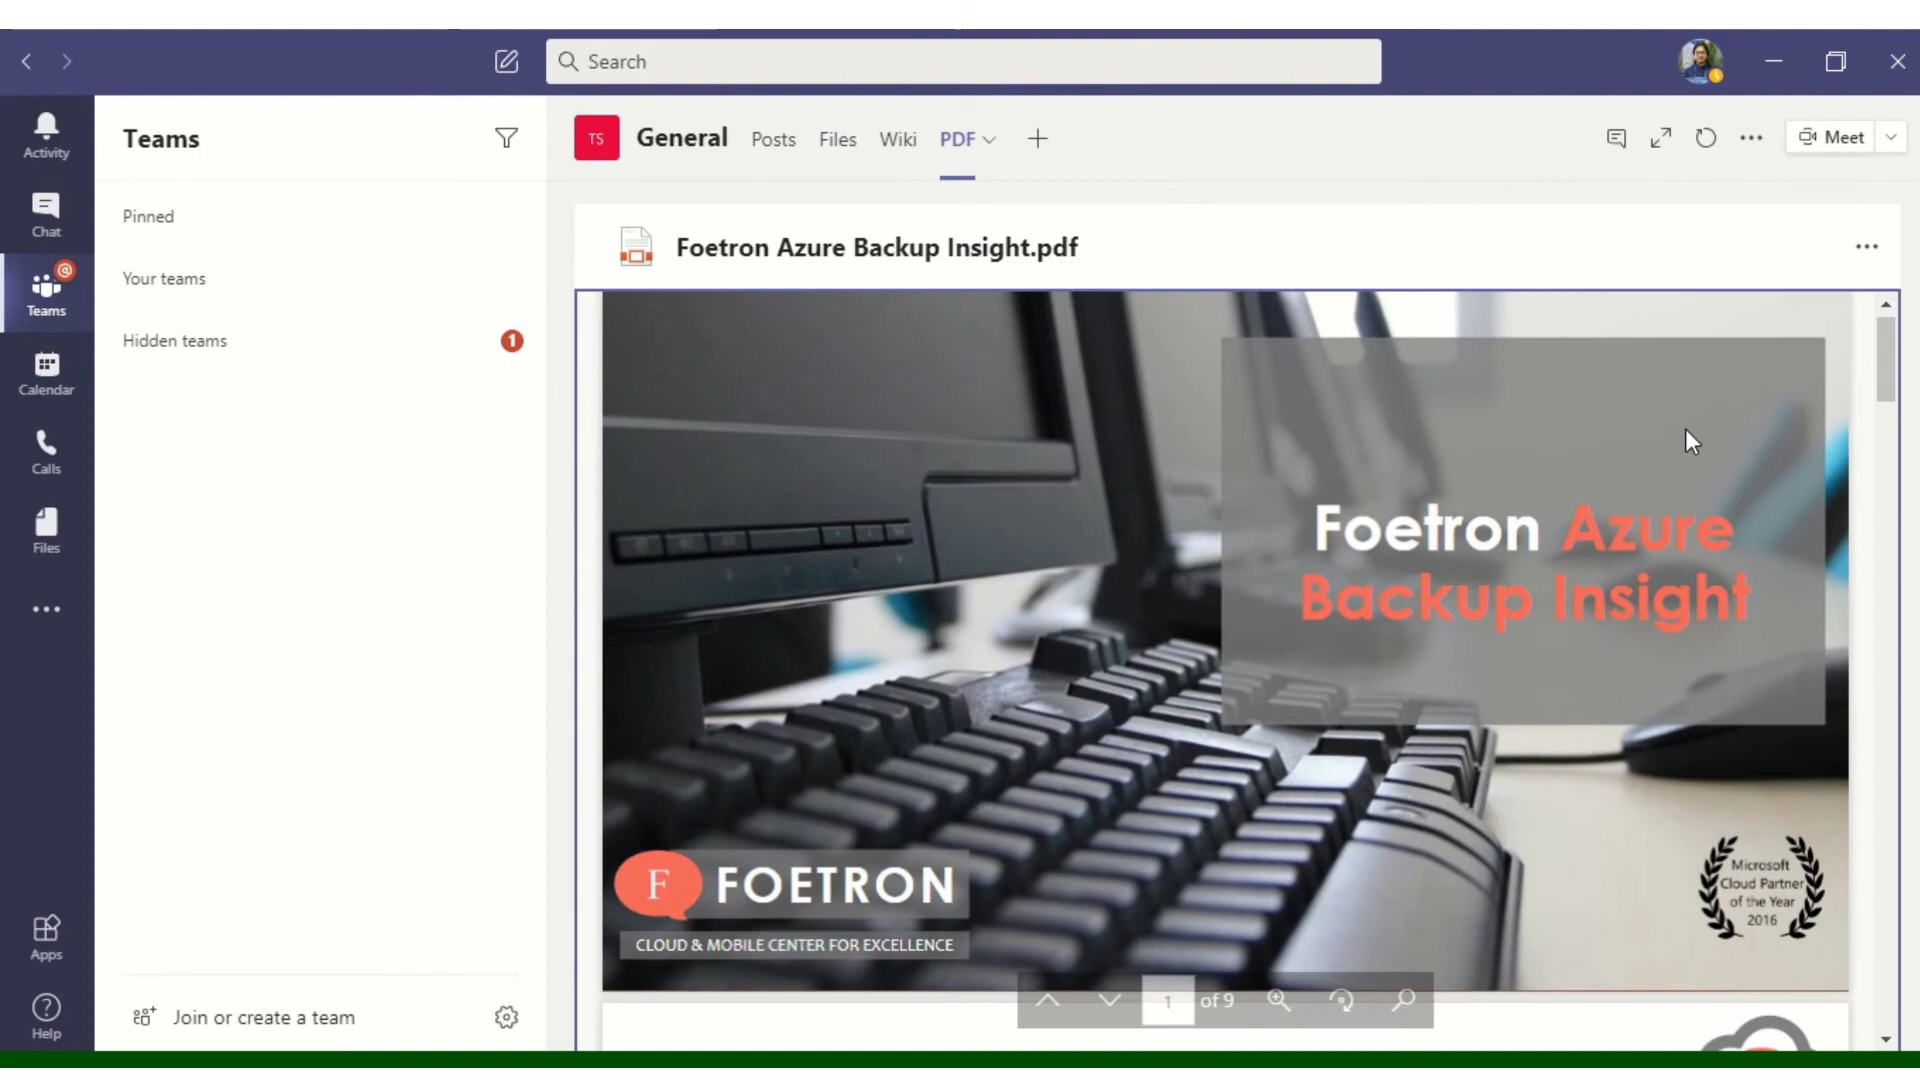 Search
Activity
Chat
@
Teams
Calendar
Calls
Files
Apps
Help
Teams
Pinned
Your teams
Hidden teams
1
Join or create a team
TS
General
Posts
Files
Wiki
PDF
Meet
Foetron Azure Backup Insight.pdf
Foetron Azure
Backup Insight
F
FOETRON
CLOUD & MOBILE CENTER FOR EXCELLENCE
Microsoft
Cloud Partner
of the Year
2016
1 of 9